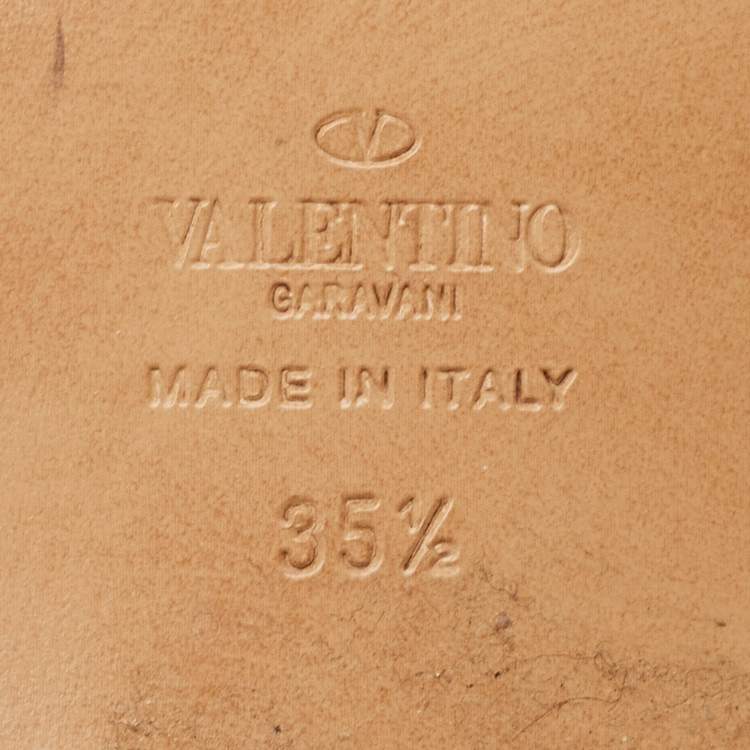 V
VALENTINO
GARAVANI
MADE IN ITALY
35½